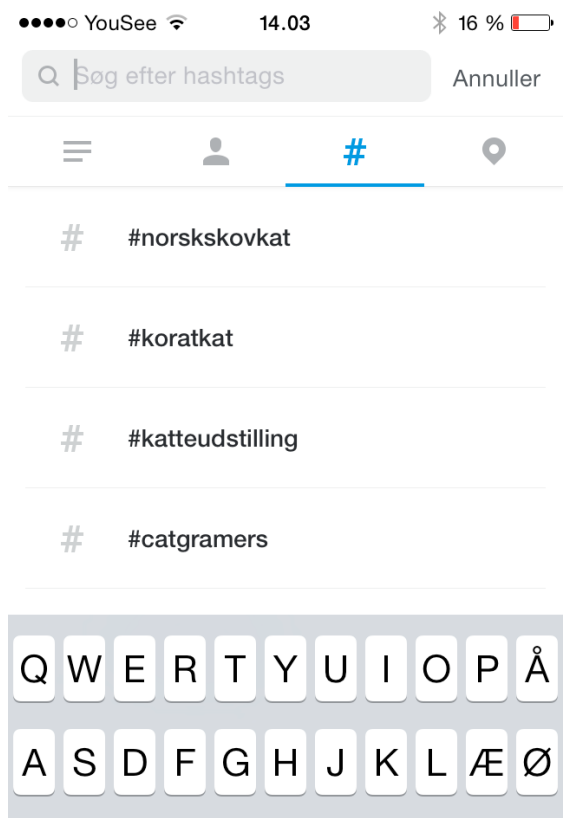 YouSee 14.03 16 %
Søg efter hashtags Annuller
#
# #norskskovkat
# #koratkat
# #katteudstilling
# #catgramers
Q W E R T Y U I O P Å
A S D F G H J K L Æ Ø